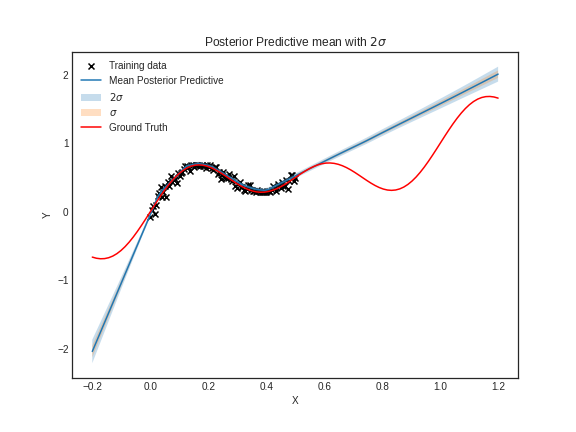 Posterior Predictive mean with 2σ
Training data
Mean Posterior Predictive
2σ
σ
Ground Truth
Y
2
1
0
−1
−2
−0.2 0.0 0.2 0.4 0.6 0.8 1.0 1.2
X